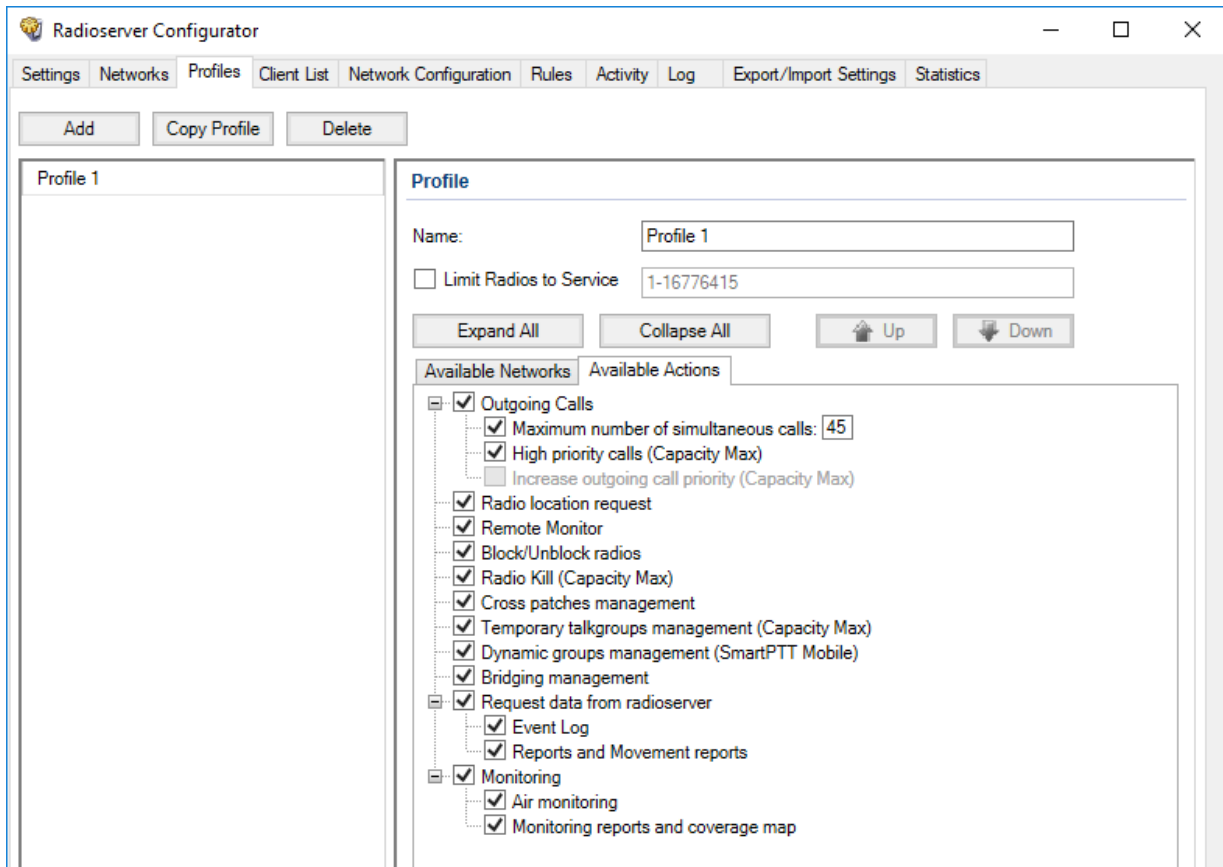 Radioserver Configurator
Settings Networks Profiles Client List Network Configuration Rules Activity Log Export/Import Settings Statistics
Add Copy Profile Delete
Profile 1
Profile
Name: Profile 1
Limit Radios to Service 1-16776415
Expand All Collapse All Up Down
Available Networks Available Actions
Outgoing Calls
Maximum number of simultaneous calls: 45
High priority calls (Capacity Max)
Increase outgoing call priority (Capacity Max)
Radio location request
Remote Monitor
Block/Unblock radios
Radio Kill (Capacity Max)
Cross patches management
Temporary talkgroups management (Capacity Max)
Dynamic groups management (SmartPTT Mobile)
Bridging management
Request data from radioserver
Event Log
Reports and Movement reports
Monitoring
Air monitoring
Monitoring reports and coverage map